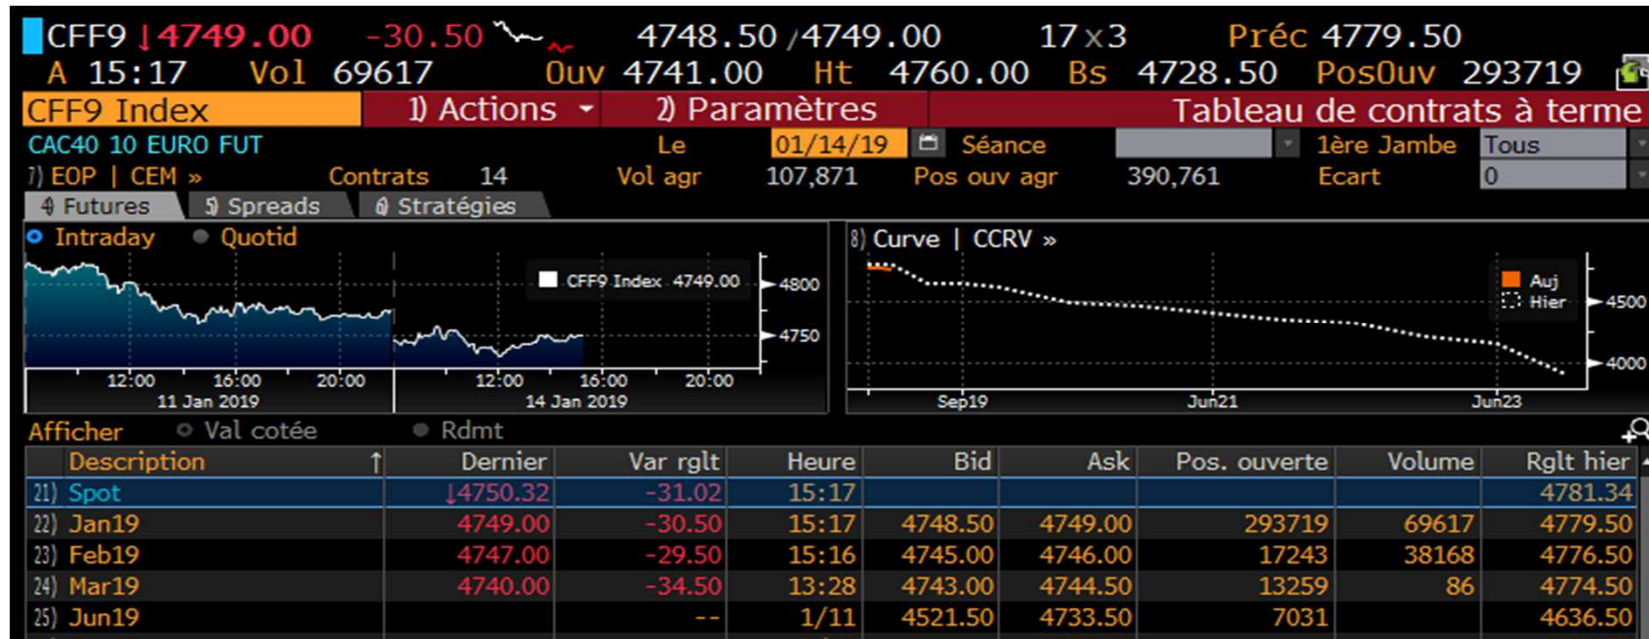 CFF9 ↓4749.00 -30.50 4748.50 /4749.00 17x3 Préc 4779.50
A 15:17 Vol 69617 Ouv 4741.00 Ht 4760.00 Bs 4728.50 PosOuv 293719
CFF9 Index 1) Actions 2) Paramètres Tableau de contrats à terme
CAC40 10 EURO FUT Le 01/14/19 Séance 1ère Jambe Tous
7) EOP | CEM » Contrats 14 Vol agr 107,871 Pos ouv agr 390,761 Ecart 0
4) Futures 5) Spreads 6) Stratégies
Intraday Quotid
CFF9 Index 4749.00
4800
4750
12:00 16:00 20:00 12:00 16:00 20:00
11 Jan 2019 14 Jan 2019
8) Curve | CCRV »
Auj
Hier
4500
4000
Sep19 Jun21 Jun23
Afficher Val cotée Rdmt
Description ↑ Dernier Var rglt Heure Bid Ask Pos. ouverte Volume Rglt hier
21) Spot ↓4750.32 -31.02 15:17 4781.34
22) Jan19 4749.00 -30.50 15:17 4748.50 4749.00 293719 69617 4779.50
23) Feb19 4747.00 -29.50 15:16 4745.00 4746.00 17243 38168 4776.50
24) Mar19 4740.00 -34.50 13:28 4743.00 4744.50 13259 86 4774.50
25) Jun19 -- 1/11 4521.50 4733.50 7031 4636.50